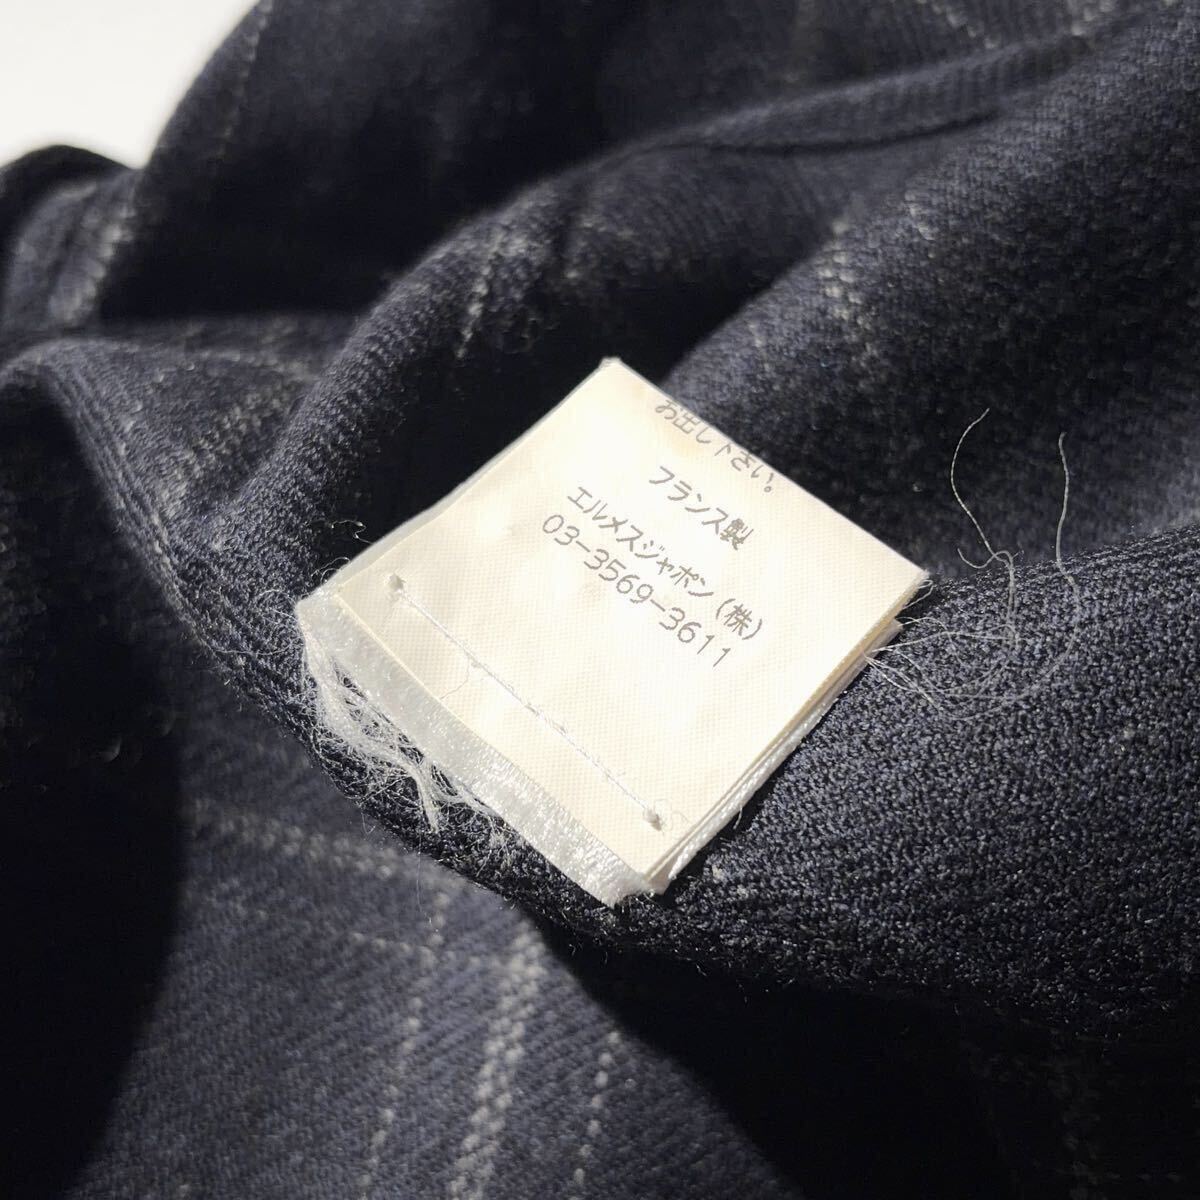 お出し下さい。
フランス製
エルメスジャポン(株)
03-3569-3611